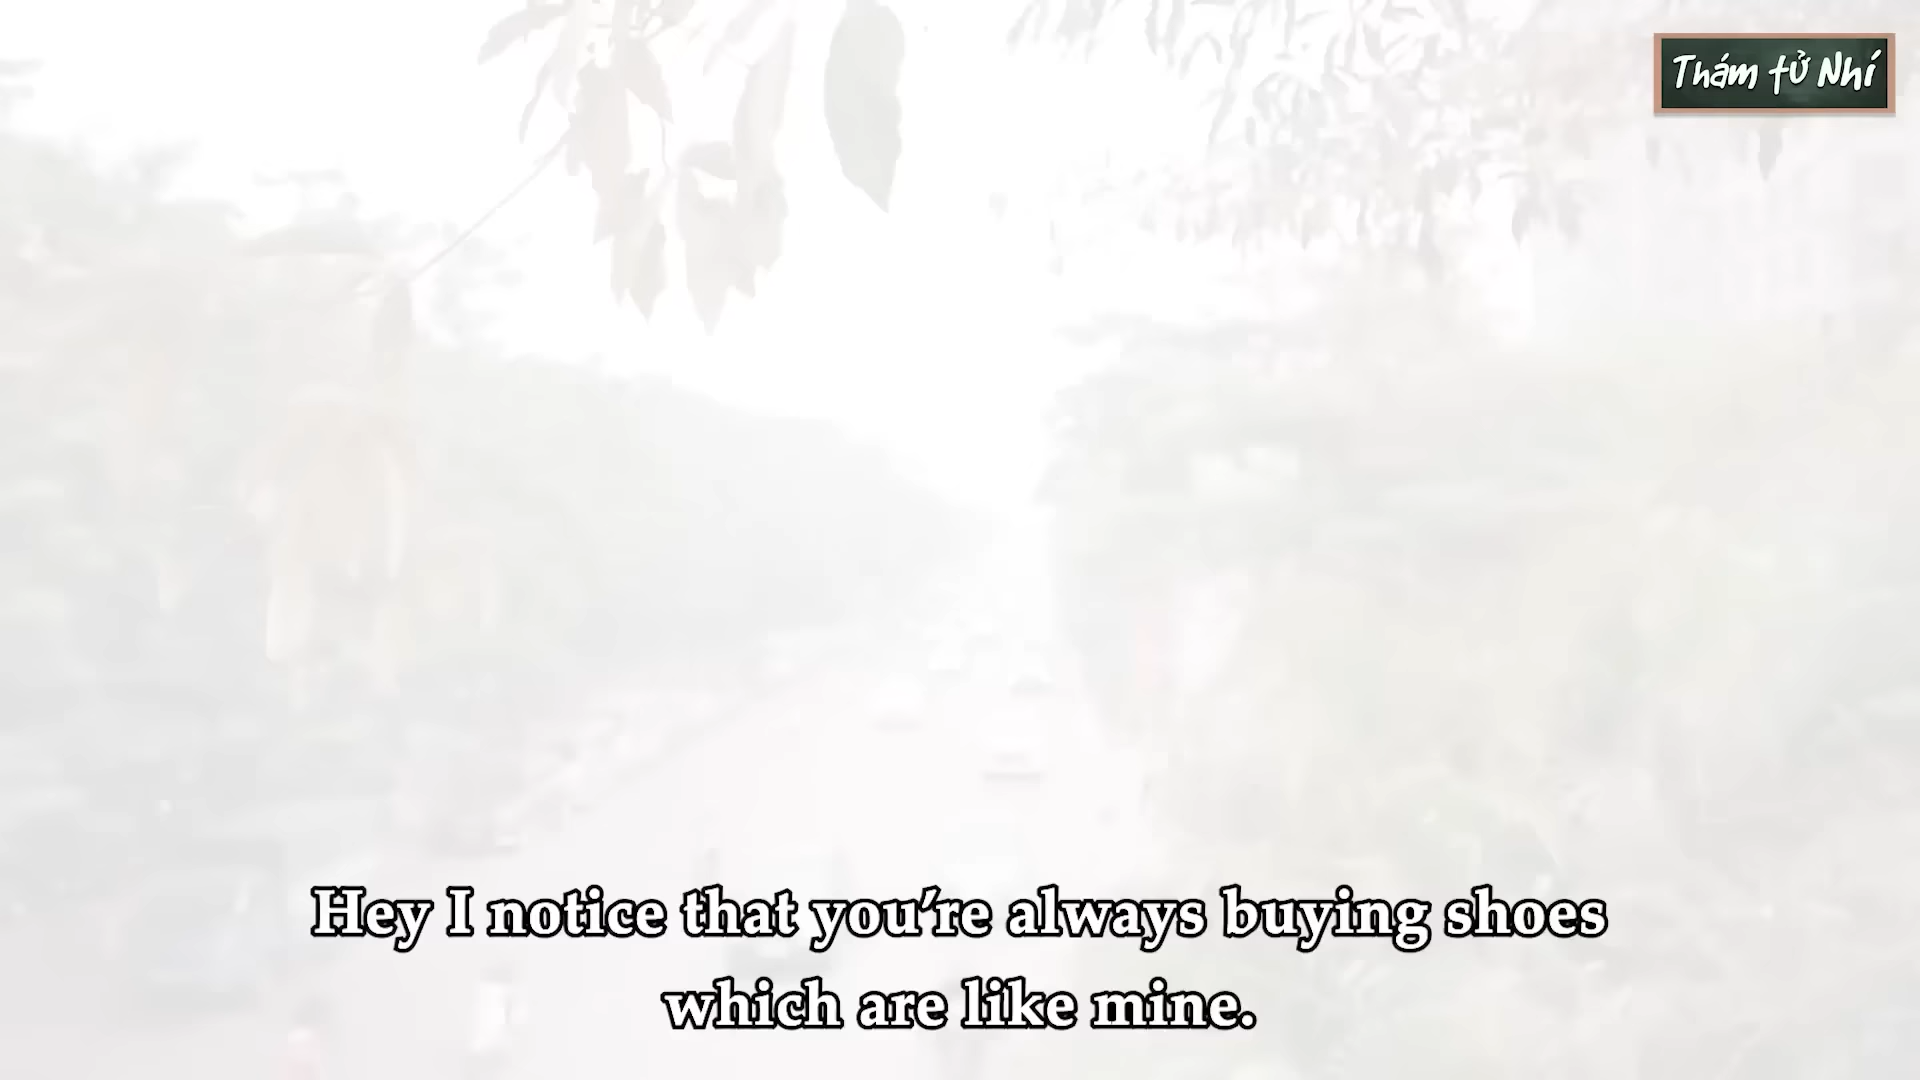 Thám tử Nhí
Hey I notice that you're always buying shoes
which are like mine.